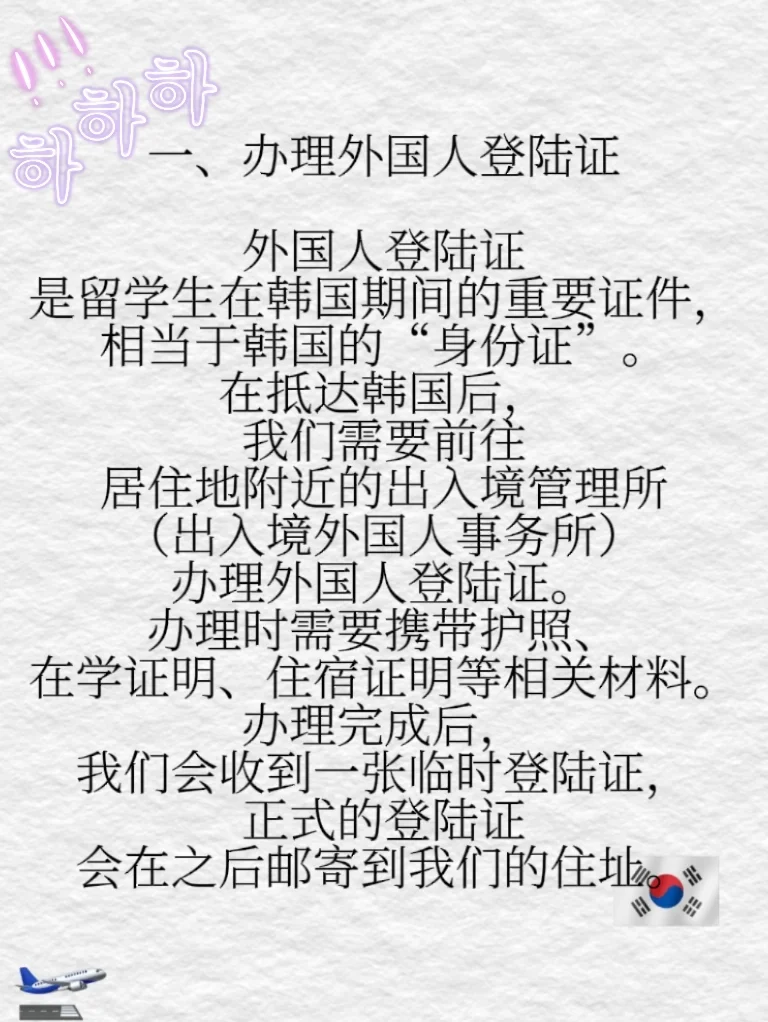 !!!
하하하
一、办理外国人登陆证
外国人登陆证
是留学生在韩国期间的重要证件，
相当于韩国的“身份证”。
在抵达韩国后，
我们需要前往
居住地附近的出入境管理所
（出入境外国人事务所）
办理外国人登陆证。
办理时需要携带护照、
在学证明、住宿证明等相关材料。
办理完成后，
我们会收到一张临时登陆证，
正式的登陆证
会在之后邮寄到我们的住址。